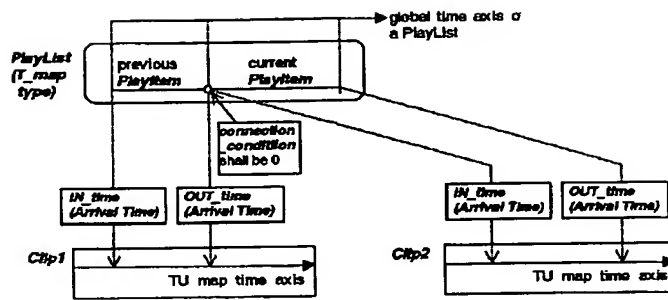 global time axis o
a PlayList
PlayList
(T_map
type)
previous
PlayItem
current
PlayItem
connection
_condition
shall be 0
IN_time
(Arrival Time)
OUT_time
(Arrival Time)
IN_time
(Arrival Time)
OUT_time
(Arrival Time)
Clip1
TU map time axis
Clip2
TU map time axis